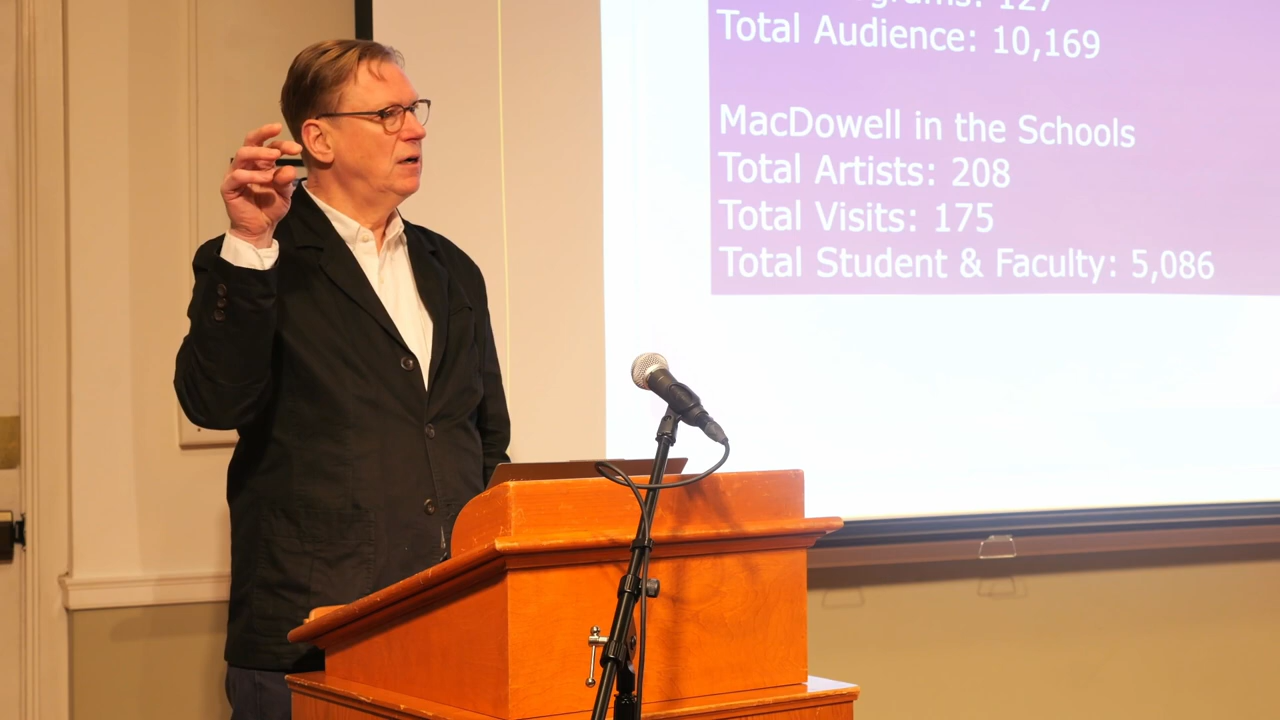 127
Total Audience: 10,169
MacDowell in the Schools
Total Artists: 208
Total Visits: 175
Total Student & Faculty: 5,086